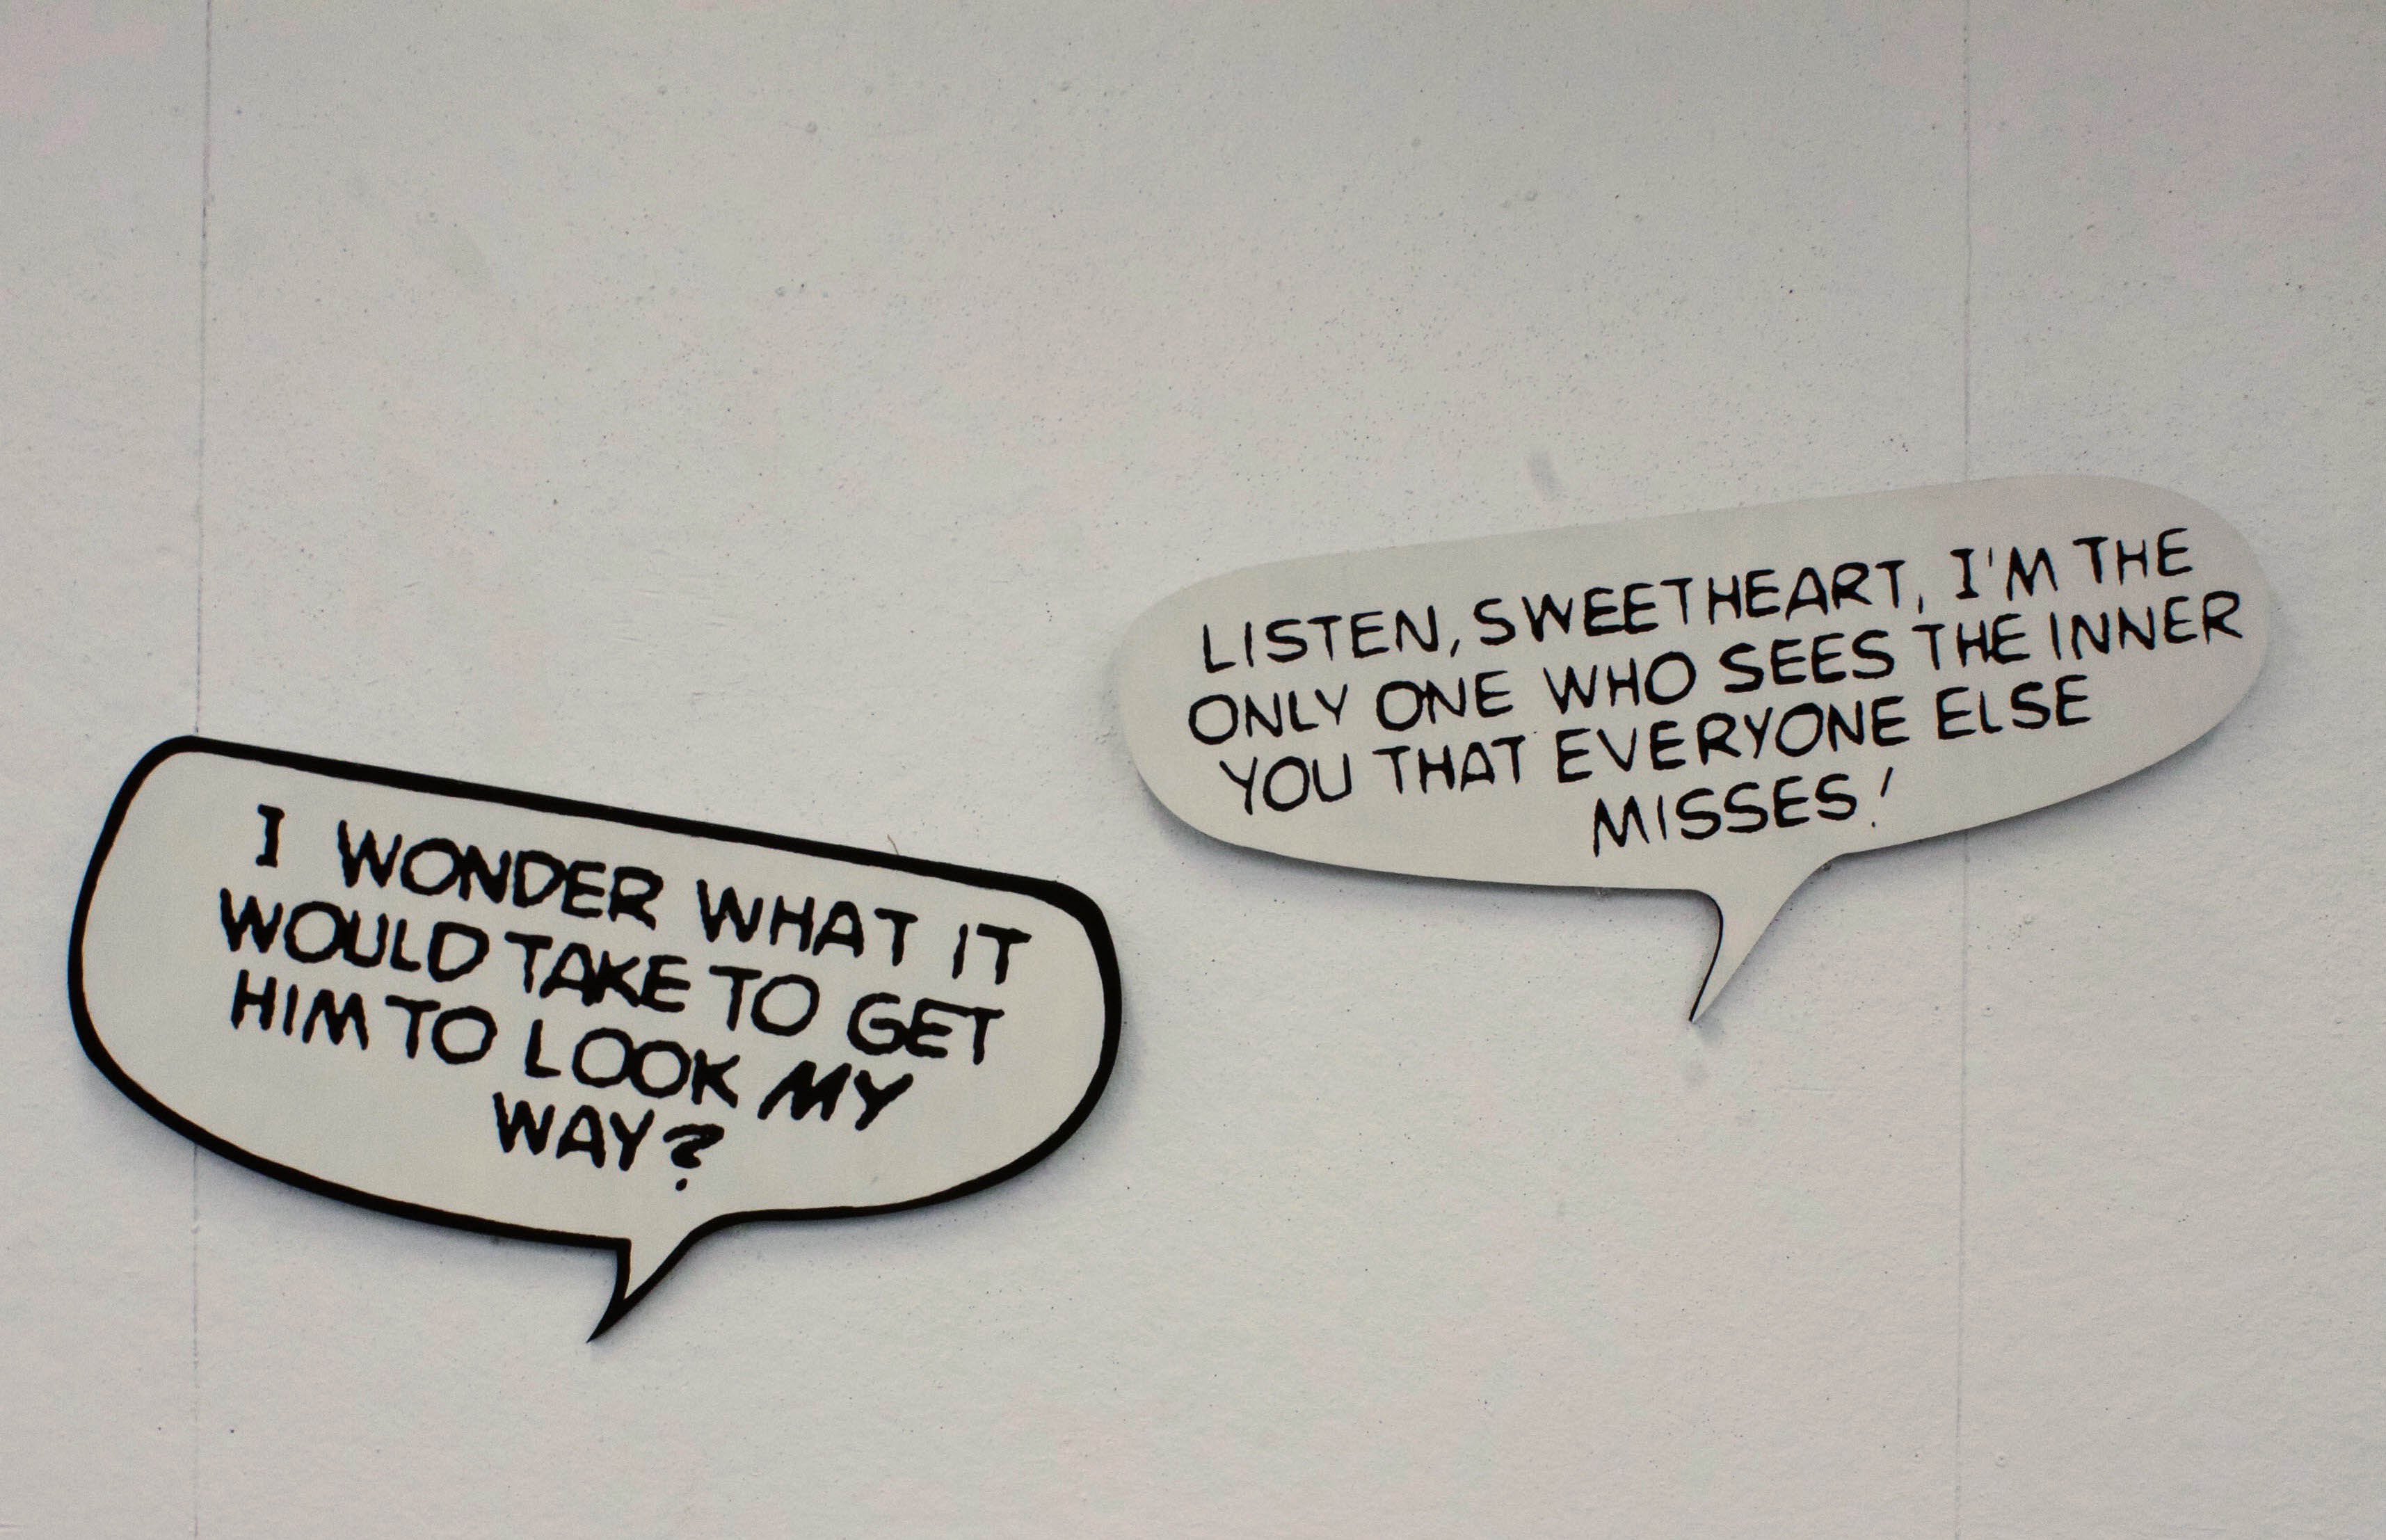 I WONDER WHAT IT
WOULD TAKE TO GET
HIM TO LOOK MY
WAY?
LISTEN, SWEETHEART, I'M THE
ONLY ONE WHO SEES THE INNER
YOU THAT EVERYONE ELSE
MISSES!